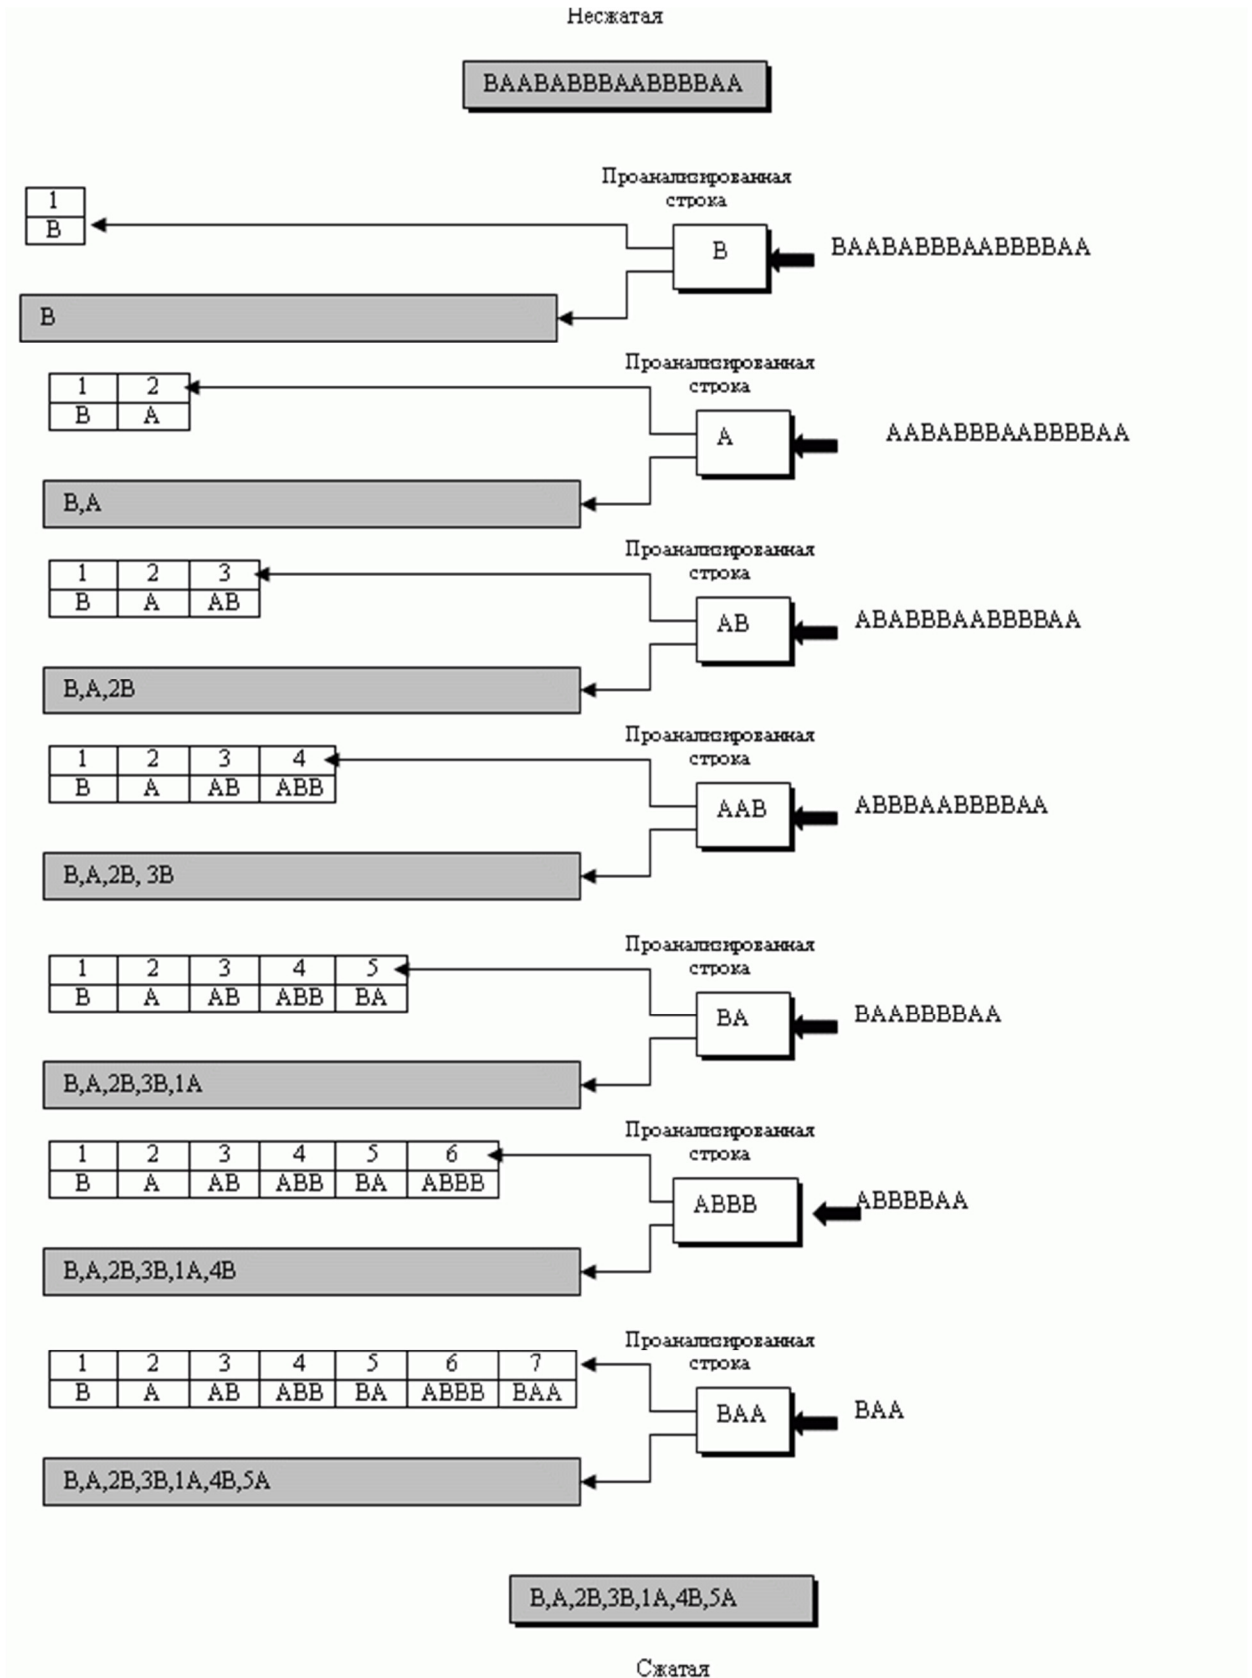 Несжатая
BAABABBBAABBBBAA
Проанализированная
строка
1
B
B
BAABABBBAABBBBAA
B
Проанализированная
строка
1 2
B A
A
AABABBBAABBBBAA
B,A
Проанализированная
строка
1 2 3
B A AB
AB
ABABBBAABBBBAA
B,A,2B
Проанализированная
строка
1 2 3 4
B A AB ABB
AAB
ABBBAABBBBAA
B,A,2B, 3B
Проанализированная
строка
1 2 3 4 5
B A AB ABB BA
BA
BAABBBBAA
B,A,2B,3B,1A
Проанализированная
строка
1 2 3 4 5 6
B A AB ABB BA ABBB
ABBB
ABBBBAA
B,A,2B,3B,1A,4B
Проанализированная
строка
1 2 3 4 5 6 7
B A AB ABB BA ABBB BAA
BAA
BAA
B,A,2B,3B,1A,4B,5A
B,A,2B,3B,1A,4B,5A
Сжатая